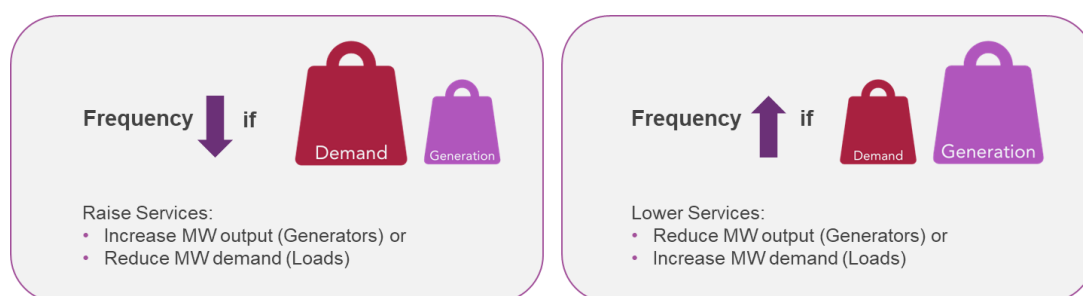 Frequency if
Demand
Generation
Raise Services:
• Increase MW output (Generators) or
• Reduce MW demand (Loads)
Frequency if
Demand
Generation
Lower Services:
• Reduce MW output (Generators) or
• Increase MW demand (Loads)